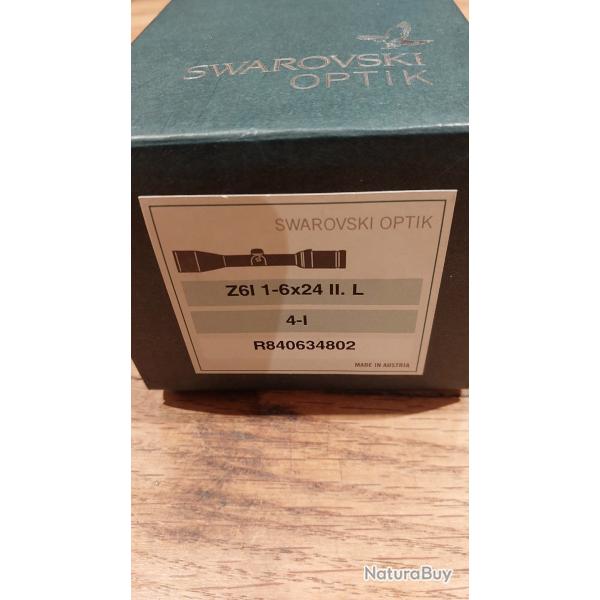 SWAROVSKI
OPTIK
SWAROVSKI OPTIK
Z6I 1-6x24 II. L
4-I
R840634802
MADE IN AUSTRIA
NaturaBuy